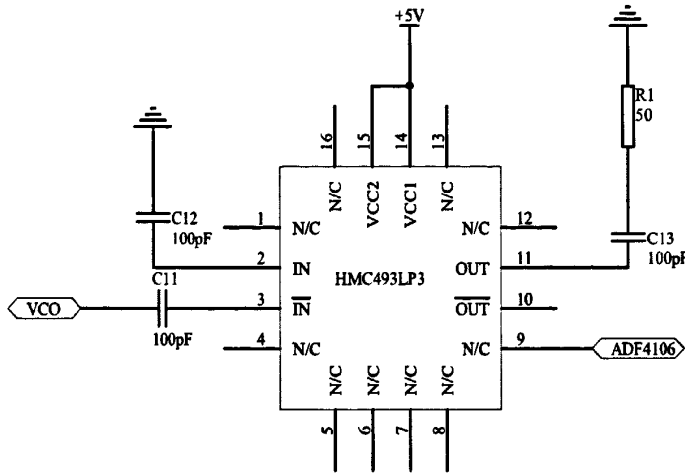 +5V
R1
50
16
15
14
13
N/C
VCC2
VCC1
N/C
C12
100pF
1
N/C
N/C
12
C13
100pF
2
IN
HMC493LP3
OUT
11
C11
VCO
3
IN
OUT
10
100pF
4
N/C
N/C
9
ADF4106
N/C
N/C
N/C
N/C
5
6
7
8